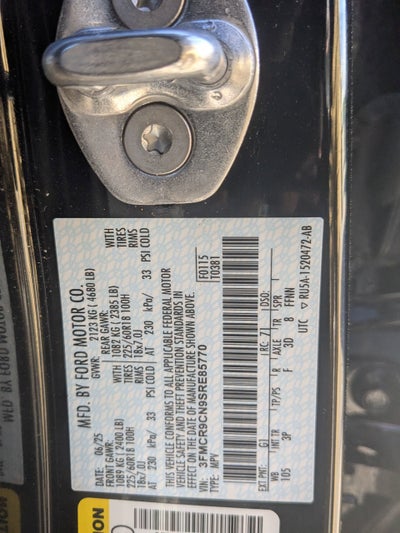 MFD. BY FORD MOTOR CO.
DATE: 06/25
GVWR: 2123 KG ( 4680 LB)
FRONT GAWR: 1089 KG ( 2400 LB)
225/60R18 100H
18x7.0J
AT 230 kPa/ 33 PSI COLD
REAR GAWR: 1082 KG ( 2385 LB)
225/60R18 100H
18x7.0J
AT 230 kPa/ 33 PSI COLD
WITH
TIRES
RIMS
THIS VEHICLE CONFORMS TO ALL APPLICABLE FEDERAL MOTOR
VEHICLE SAFETY AND THEFT PREVENTION STANDARDS IN
EFFECT ON THE DATE OF MANUFACTURE SHOWN ABOVE.
VIN: 3FMCR9CN9SRE85770
TYPE: MPV
F0115
T0381
EXT PNT: G1
RC: 71
DSO:
WB
INT TR
TP/PS
R
AXLE
TR
SPR
105
3P
F
3D
8
FFNN
UTC
RU5A-1520472-AB